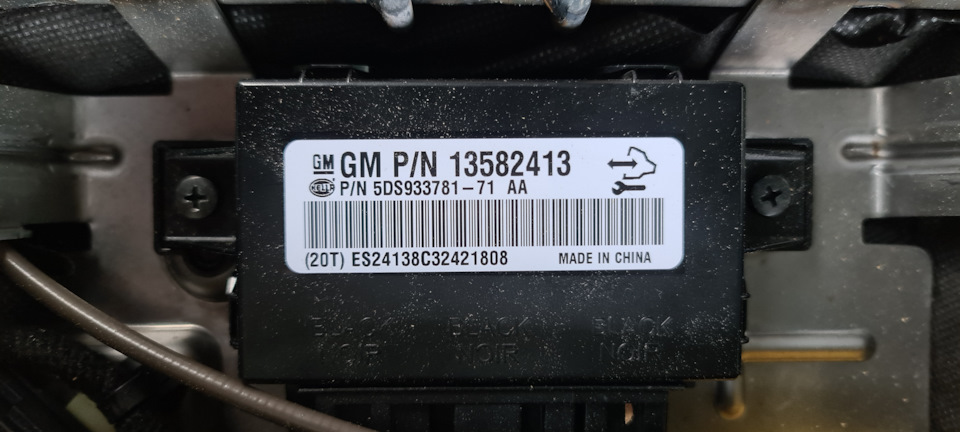 GM GM P/N 13582413
HELLA P/N 5DS933781-71 AA
(20T) ES24138C32421808 MADE IN CHINA
BLACK BLACK BLACK
NOIR NOIR NOIR